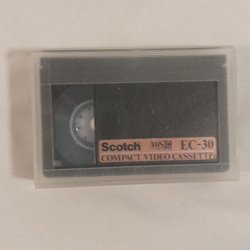 Scotch VHS C EC-30
COMPACT VIDEO CASSETTE